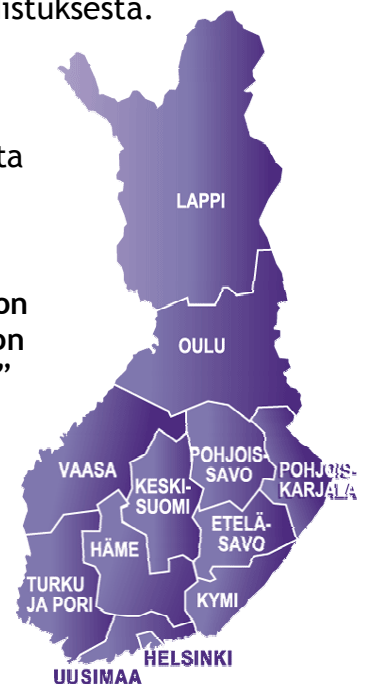 istuksesta.
ta
on
on
”
LAPPI
OULU
VAASA
KESKI-
SUOMI
POHJOIS-
SAVO
POHJOIS-
KARJALA
ETELÄ-
SAVO
HÄME
TURKU
JA PORI
KYMI
HELSINKI
UUSIMAA